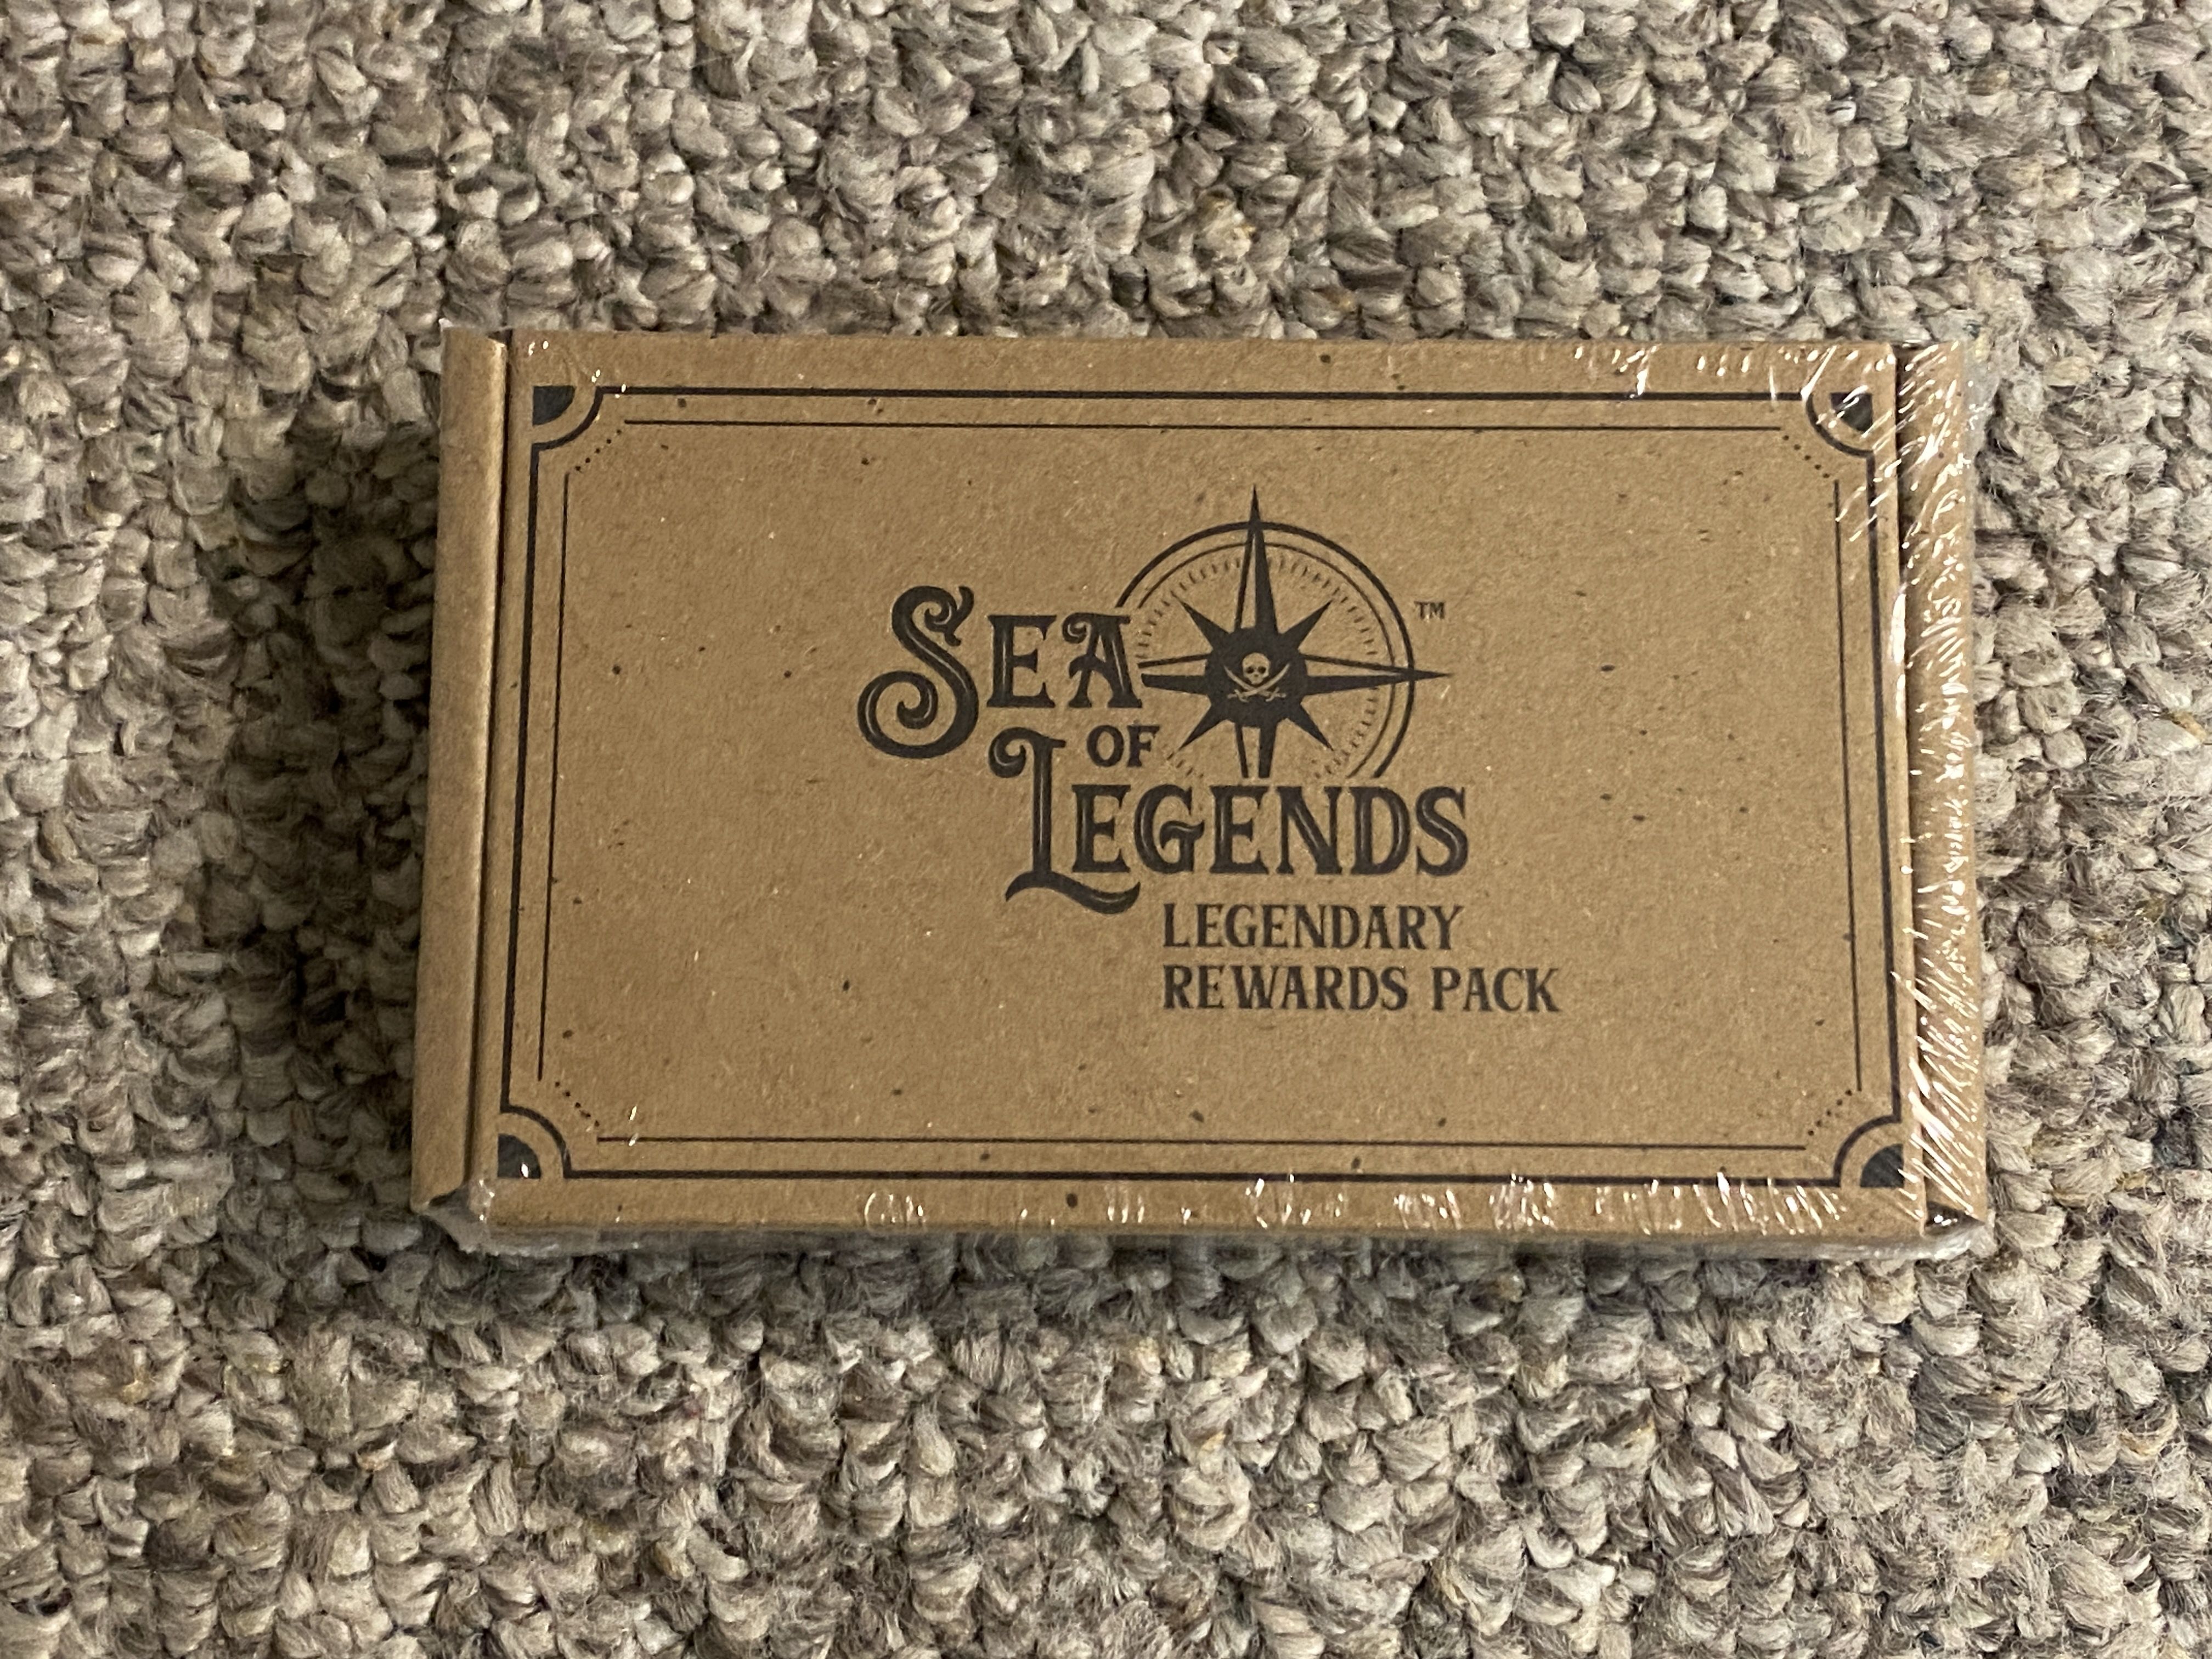 SEA
OF
LEGENDS
™
LEGENDARY
REWARDS PACK